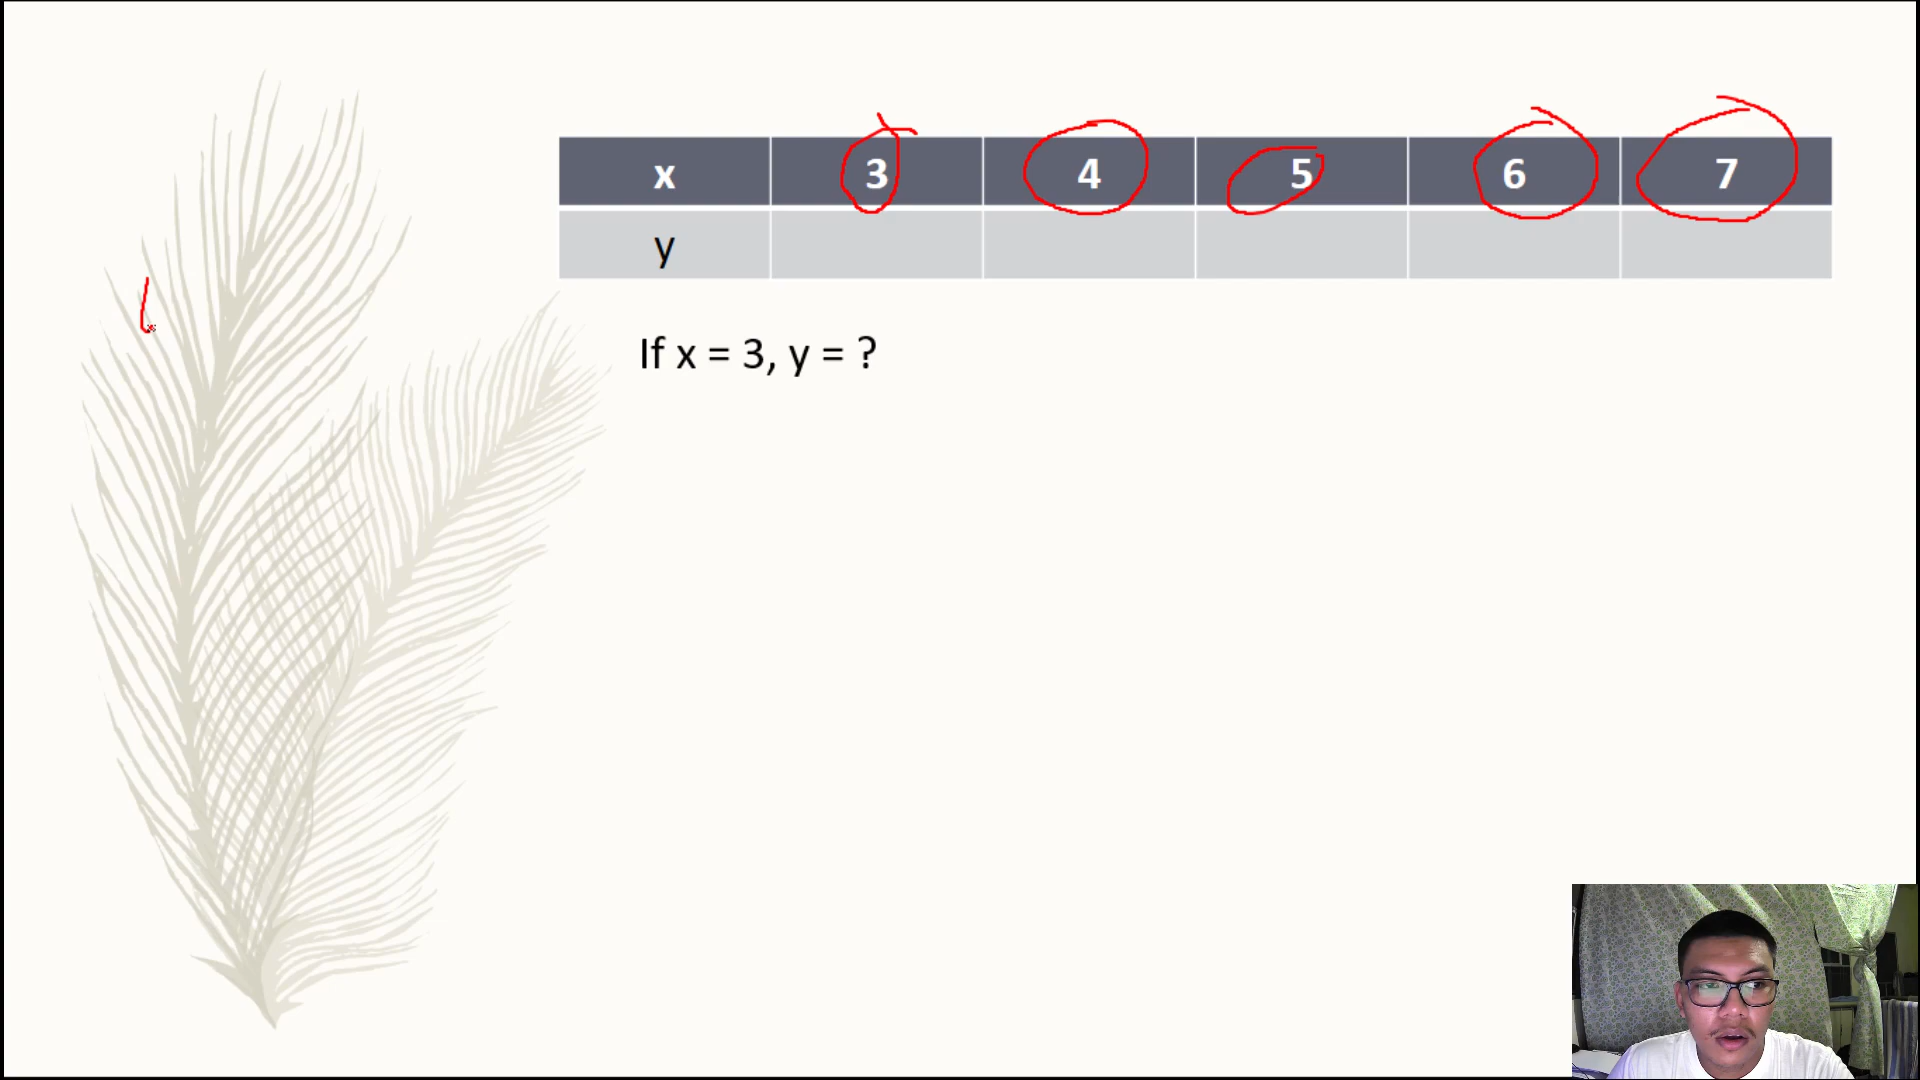 x 3 4 5 6 7
y
If x = 3, y = ?